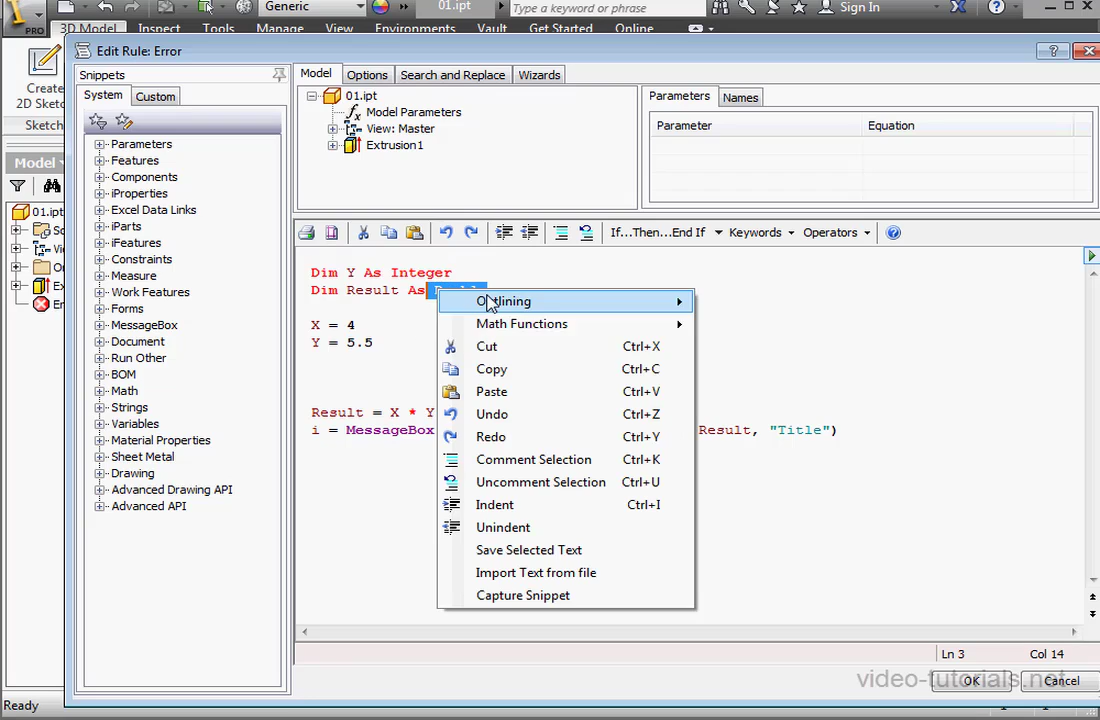 Generic 01.ipt Type a keyword or phrase Sign In
PRO 3D Model Inspect Tools Manage View Environments Vault Get Started Online
Edit Rule: Error
Create
2D Sketc
Sketch
Model
01.ipt
Ready
Snippets
System Custom
Parameters
Features
Components
iProperties
Excel Data Links
iParts
iFeatures
Constraints
Measure
Work Features
Forms
MessageBox
Document
Run Other
BOM
Math
Strings
Variables
Material Properties
Sheet Metal
Drawing
Advanced Drawing API
Advanced API
Model Options Search and Replace Wizards
01.ipt
Model Parameters
View: Master
Extrusion1
Parameters Names
Parameter Equation
If...Then...End If Keywords Operators
Dim Y As Integer
Dim Result As
X = 4
Y = 5.5
Result = X * Y
i = MessageBox Result, "Title")
Outlining
Math Functions
Cut Ctrl+X
Copy Ctrl+C
Paste Ctrl+V
Undo Ctrl+Z
Redo Ctrl+Y
Comment Selection Ctrl+K
Uncomment Selection Ctrl+U
Indent Ctrl+I
Unindent
Save Selected Text
Import Text from file
Capture Snippet
Ln 3 Col 14
OK Cancel
video-tutorials.net